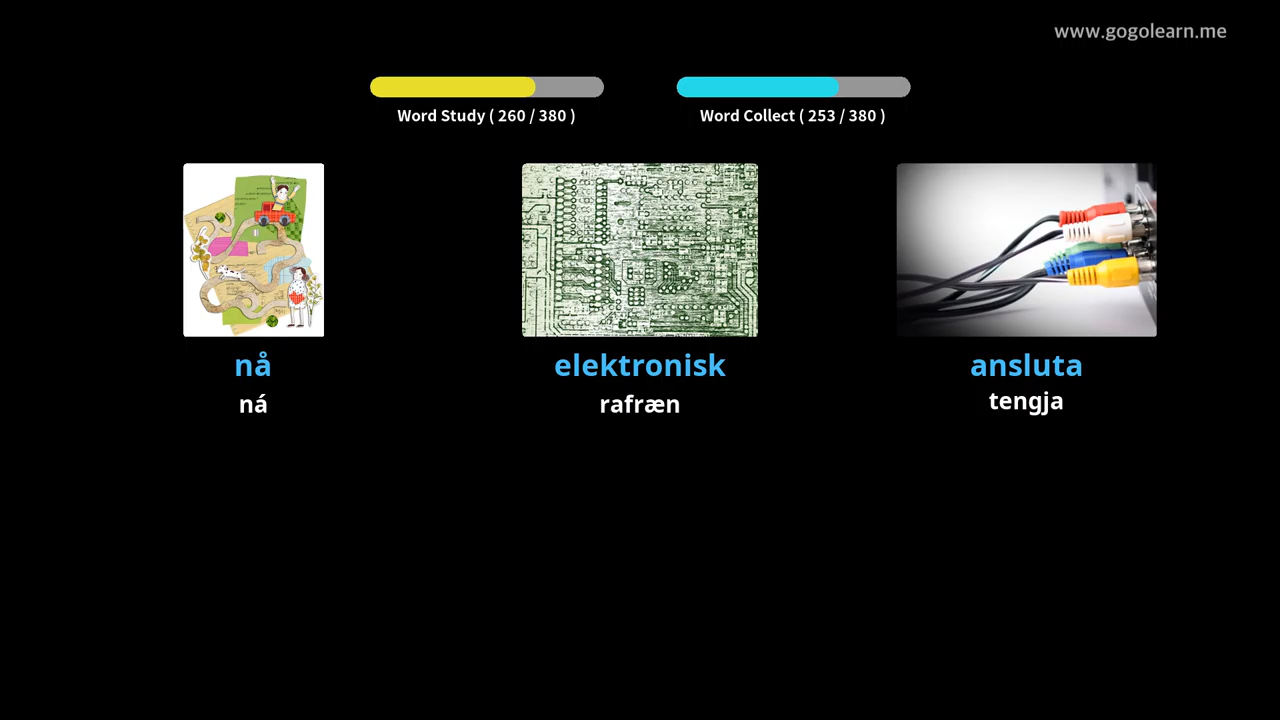 www.gogolearn.me
Word Study ( 260 / 380 )
Word Collect ( 253 / 380 )
nå
ná
elektronisk
rafræn
ansluta
tengja